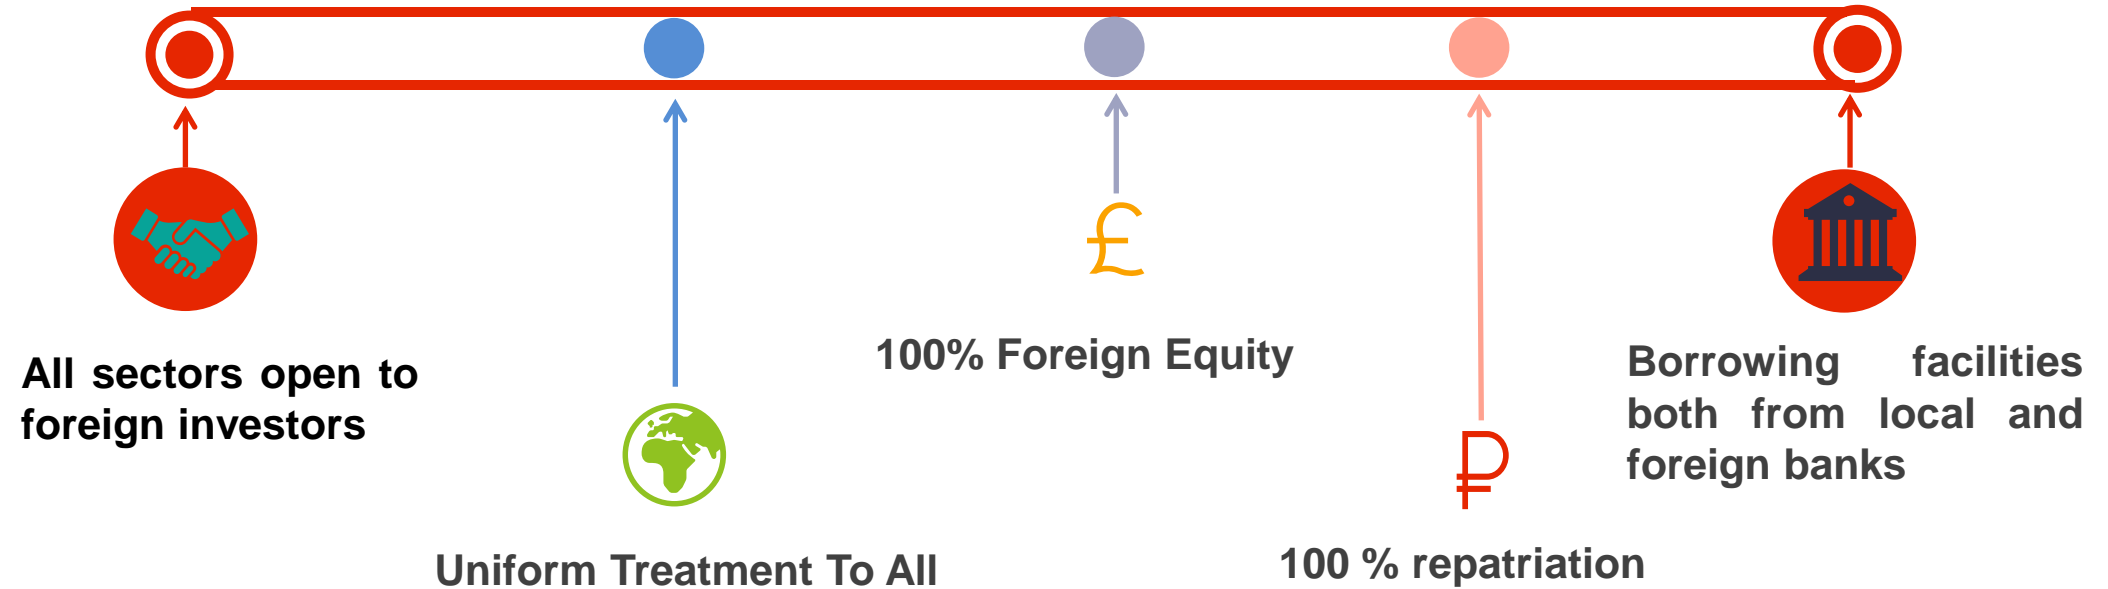 All sectors open to
foreign investors
Uniform Treatment To All
£
100% Foreign Equity
₽
100 % repatriation
Borrowing facilities
both from local and
foreign banks